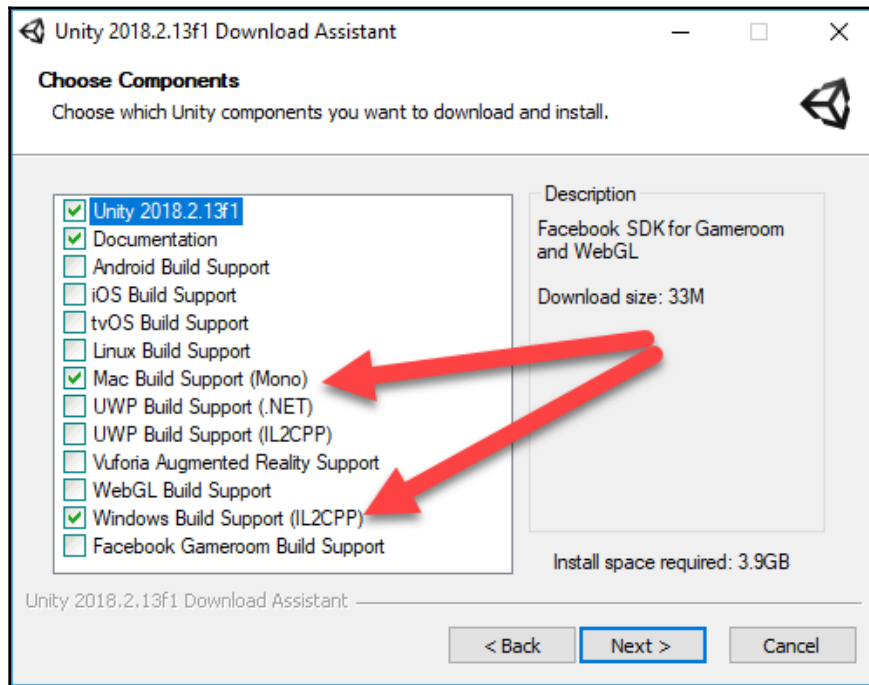 Unity 2018.2.13f1 Download Assistant
Choose Components
Choose which Unity components you want to download and install.
Unity 2018.2.13f1
Documentation
Android Build Support
iOS Build Support
tvOS Build Support
Linux Build Support
Mac Build Support (Mono)
UWP Build Support (.NET)
UWP Build Support (IL2CPP)
Vuforia Augmented Reality Support
WebGL Build Support
Windows Build Support (IL2CPP)
Facebook Gameroom Build Support
Description
Facebook SDK for Gameroom
and WebGL
Download size: 33M
Install space required: 3.9GB
Unity 2018.2.13f1 Download Assistant
< Back
Next >
Cancel